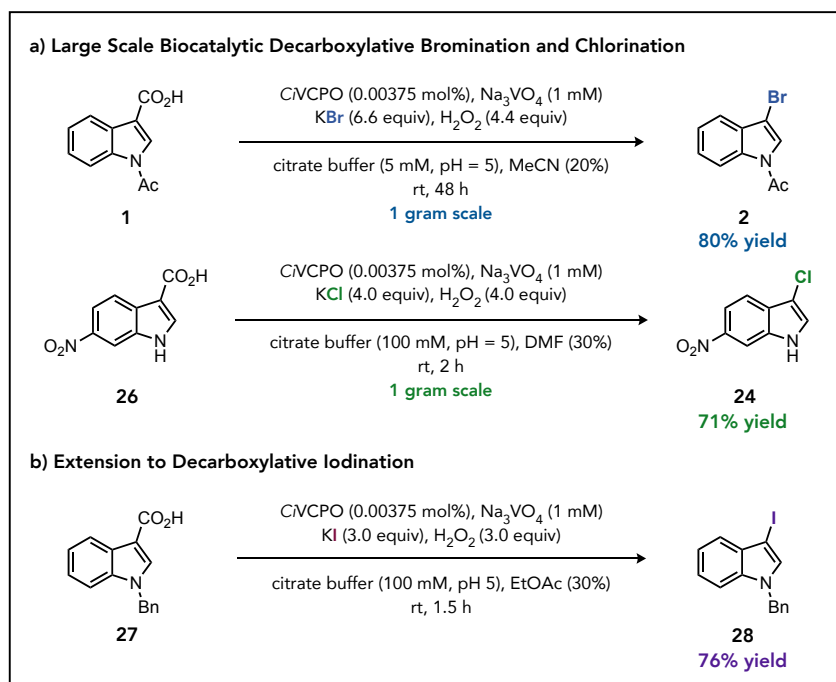 a) Large Scale Biocatalytic Decarboxylative Bromination and Chlorination
CO₂H
N
Ac
1
CiVCPO (0.00375 mol%), Na₃VO₄ (1 mM)
KBr (6.6 equiv), H₂O₂ (4.4 equiv)
citrate buffer (5 mM, pH = 5), MeCN (20%)
rt, 48 h
1 gram scale
Br
N
Ac
2
80% yield
CO₂H
O₂N
N
H
26
CiVCPO (0.00375 mol%), Na₃VO₄ (1 mM)
KCl (4.0 equiv), H₂O₂ (4.0 equiv)
citrate buffer (100 mM, pH = 5), DMF (30%)
rt, 2 h
1 gram scale
Cl
O₂N
N
H
24
71% yield
b) Extension to Decarboxylative Iodination
CO₂H
N
Bn
27
CiVCPO (0.00375 mol%), Na₃VO₄ (1 mM)
KI (3.0 equiv), H₂O₂ (3.0 equiv)
citrate buffer (100 mM, pH 5), EtOAc (30%)
rt, 1.5 h
I
N
Bn
28
76% yield